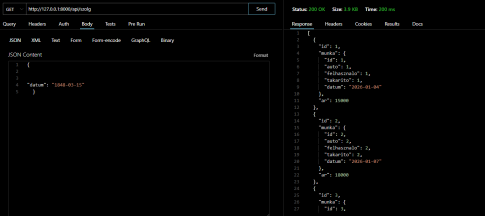 GET http://127.0.0.1:8000/api/szolg Send
Query Headers Auth Body Tests Pre Run
JSON XML Text Form Form-encode GraphQL Binary
JSON Content Format
1 {
2
3
4 "datum": "1848-03-15"
5 }
Status: 200 OK Size: 3.9 KB Time: 200 ms
Response Headers Cookies Results Docs
1 [
2 {
3 "id": 1,
4 "munka": {
5 "id": 1,
6 "auto": 1,
7 "felhasznalo": 1,
8 "takarito": 1,
9 "datum": "2026-01-04"
10 },
11 "ar": 15000
12 },
13 {
14 "id": 2,
15 "munka": {
16 "id": 2,
17 "auto": 2,
18 "felhasznalo": 2,
19 "takarito": 2,
20 "datum": "2026-01-07"
21 },
22 "ar": 18000
23 },
24 {
25 "id": 3,
26 "munka": {
27 "id": 3,